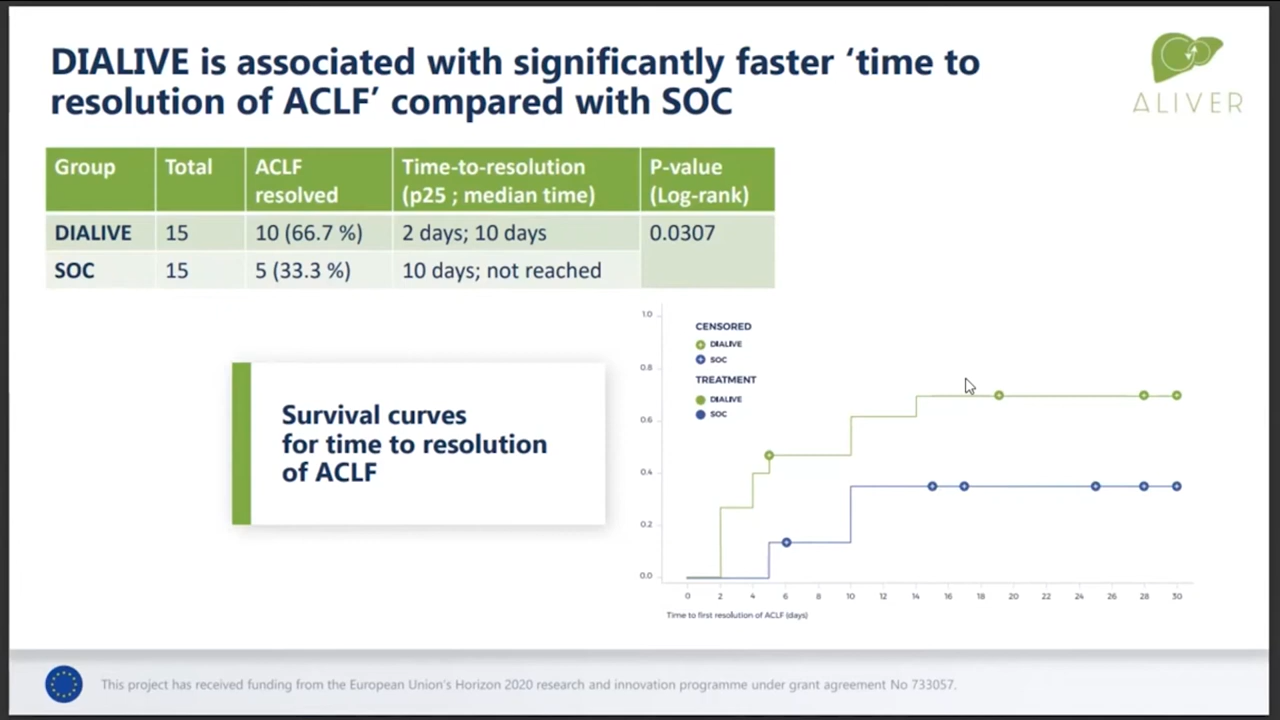 DIALIVE is associated with significantly faster ‘time to
resolution of ACLF’ compared with SOC
ALIVER
Group Total ACLF resolved Time-to-resolution (p25 ; median time) P-value (Log-rank)
DIALIVE 15 10 (66.7 %) 2 days; 10 days 0.0307
SOC 15 5 (33.3 %) 10 days; not reached
Survival curves
for time to resolution
of ACLF
1.0
0.8
0.6
0.4
0.2
0.0
CENSORED
DIALIVE
SOC
TREATMENT
DIALIVE
SOC
0 2 4 6 8 10 12 14 16 18 20 22 24 26 28 30
Time to first resolution of ACLF (days)
This project has received funding from the European Union's Horizon 2020 research and innovation programme under grant agreement No 733057.